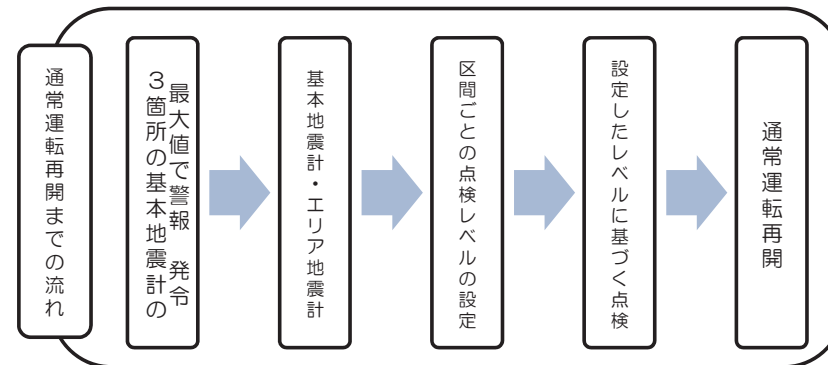 通常運転再開までの流れ
３箇所の基本地震計の
最大値で警報　発令
基本地震計・エリア地震計
区間ごとの点検レベルの設定
設定したレベルに基づく点検
通常運転再開